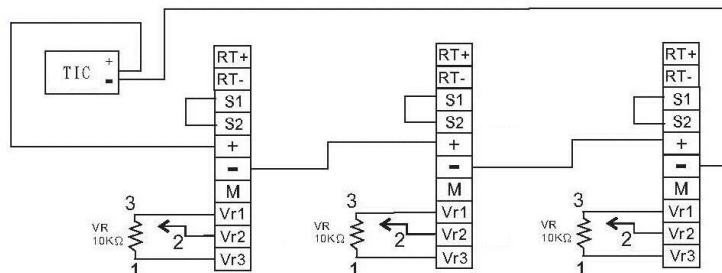 TIC
+
-
RT+
RT-
S1
S2
+
-
M
Vr1
Vr2
Vr3
3
VR
10KΩ
2
1
RT+
RT-
S1
S2
+
-
M
Vr1
Vr2
Vr3
3
VR
10KΩ
2
1
RT+
RT-
S1
S2
+
-
M
Vr1
Vr2
Vr3
3
VR
10KΩ
2
1